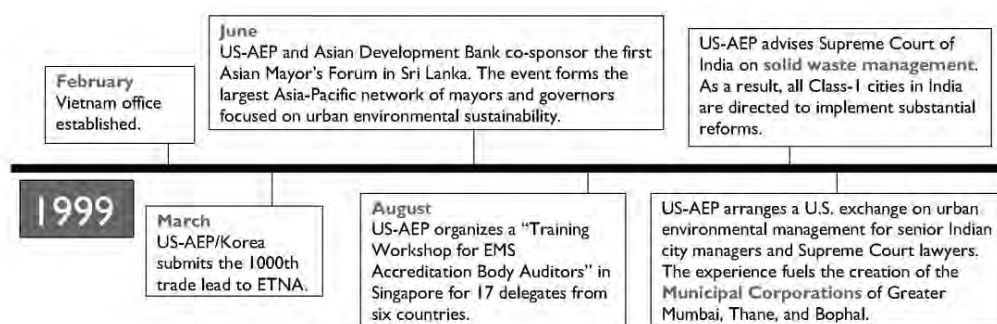 February
Vietnam office
established.
June
US-AEP and Asian Development Bank co-sponsor the first
Asian Mayor's Forum in Sri Lanka. The event forms the
largest Asia-Pacific network of mayors and governors
focused on urban environmental sustainability.
US-AEP advises Supreme Court of
India on solid waste management.
As a result, all Class-1 cities in India
are directed to implement substantial
reforms.
1999
March
US-AEP/Korea
submits the 1000th
trade lead to ETNA.
August
US-AEP organizes a “Training
Workshop for EMS
Accreditation Body Auditors” in
Singapore for 17 delegates from
six countries.
US-AEP arranges a U.S. exchange on urban
environmental management for senior Indian
city managers and Supreme Court lawyers.
The experience fuels the creation of the
Municipal Corporations of Greater
Mumbai, Thane, and Bophal.